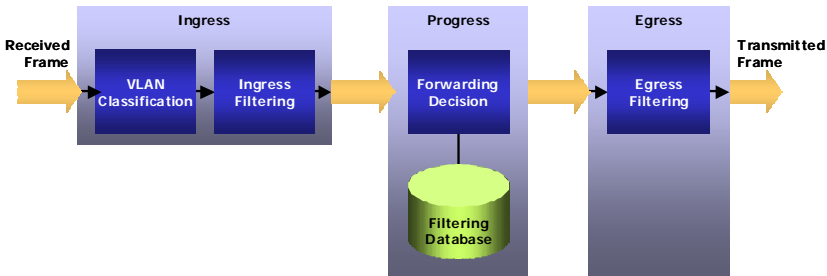 Ingress
Progress
Egress
Received
Frame
VLAN
Classification
Ingress
Filtering
Forwarding
Decision
Egress
Filtering
Transmitted
Frame
Filtering
Database